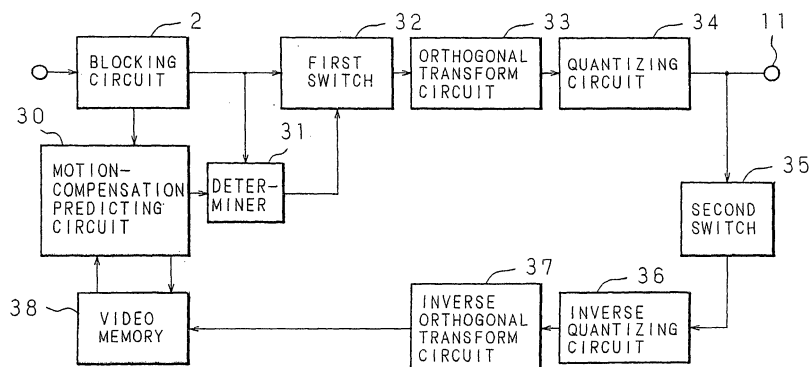 2
32
33
34
11
BLOCKING
CIRCUIT
FIRST
SWITCH
ORTHOGONAL
TRANSFORM
CIRCUIT
QUANTIZING
CIRCUIT
30
31
35
MOTION-
COMPENSATION
PREDICTING
CIRCUIT
DETER-
MINER
SECOND
SWITCH
37
36
38
VIDEO
MEMORY
INVERSE
ORTHOGONAL
TRANSFORM
CIRCUIT
INVERSE
QUANTIZING
CIRCUIT